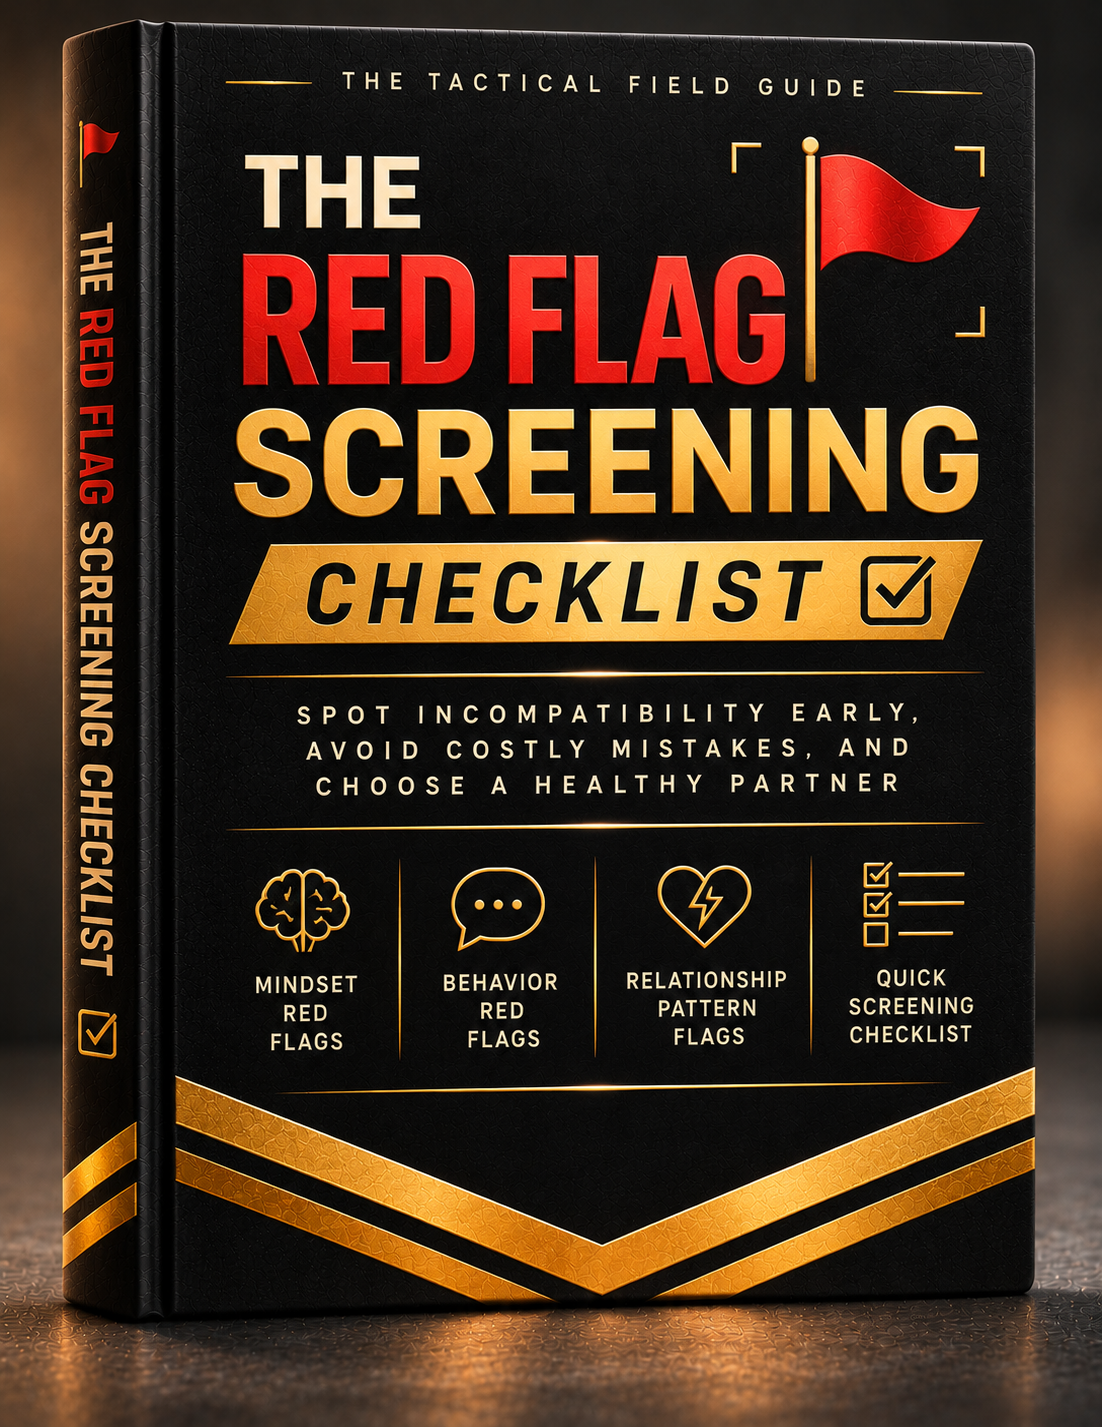 THE TACTICAL FIELD GUIDE
THE
RED FLAG
SCREENING
CHECKLIST
SPOT INCOMPATIBILITY EARLY,
AVOID COSTLY MISTAKES, AND
CHOOSE A HEALTHY PARTNER
MINDSET
RED
FLAGS
BEHAVIOR
RED
FLAGS
RELATIONSHIP
PATTERN
FLAGS
QUICK
SCREENING
CHECKLIST
THE RED FLAG SCREENING CHECKLIST